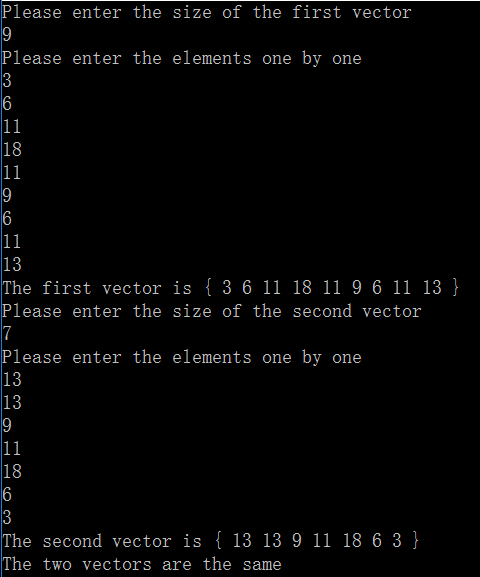 Please enter the size of the first vector
9
Please enter the elements one by one
3
6
11
18
11
9
6
11
13
The first vector is { 3 6 11 18 11 9 6 11 13 }
Please enter the size of the second vector
7
Please enter the elements one by one
13
13
9
11
18
6
3
The second vector is { 13 13 9 11 18 6 3 }
The two vectors are the same